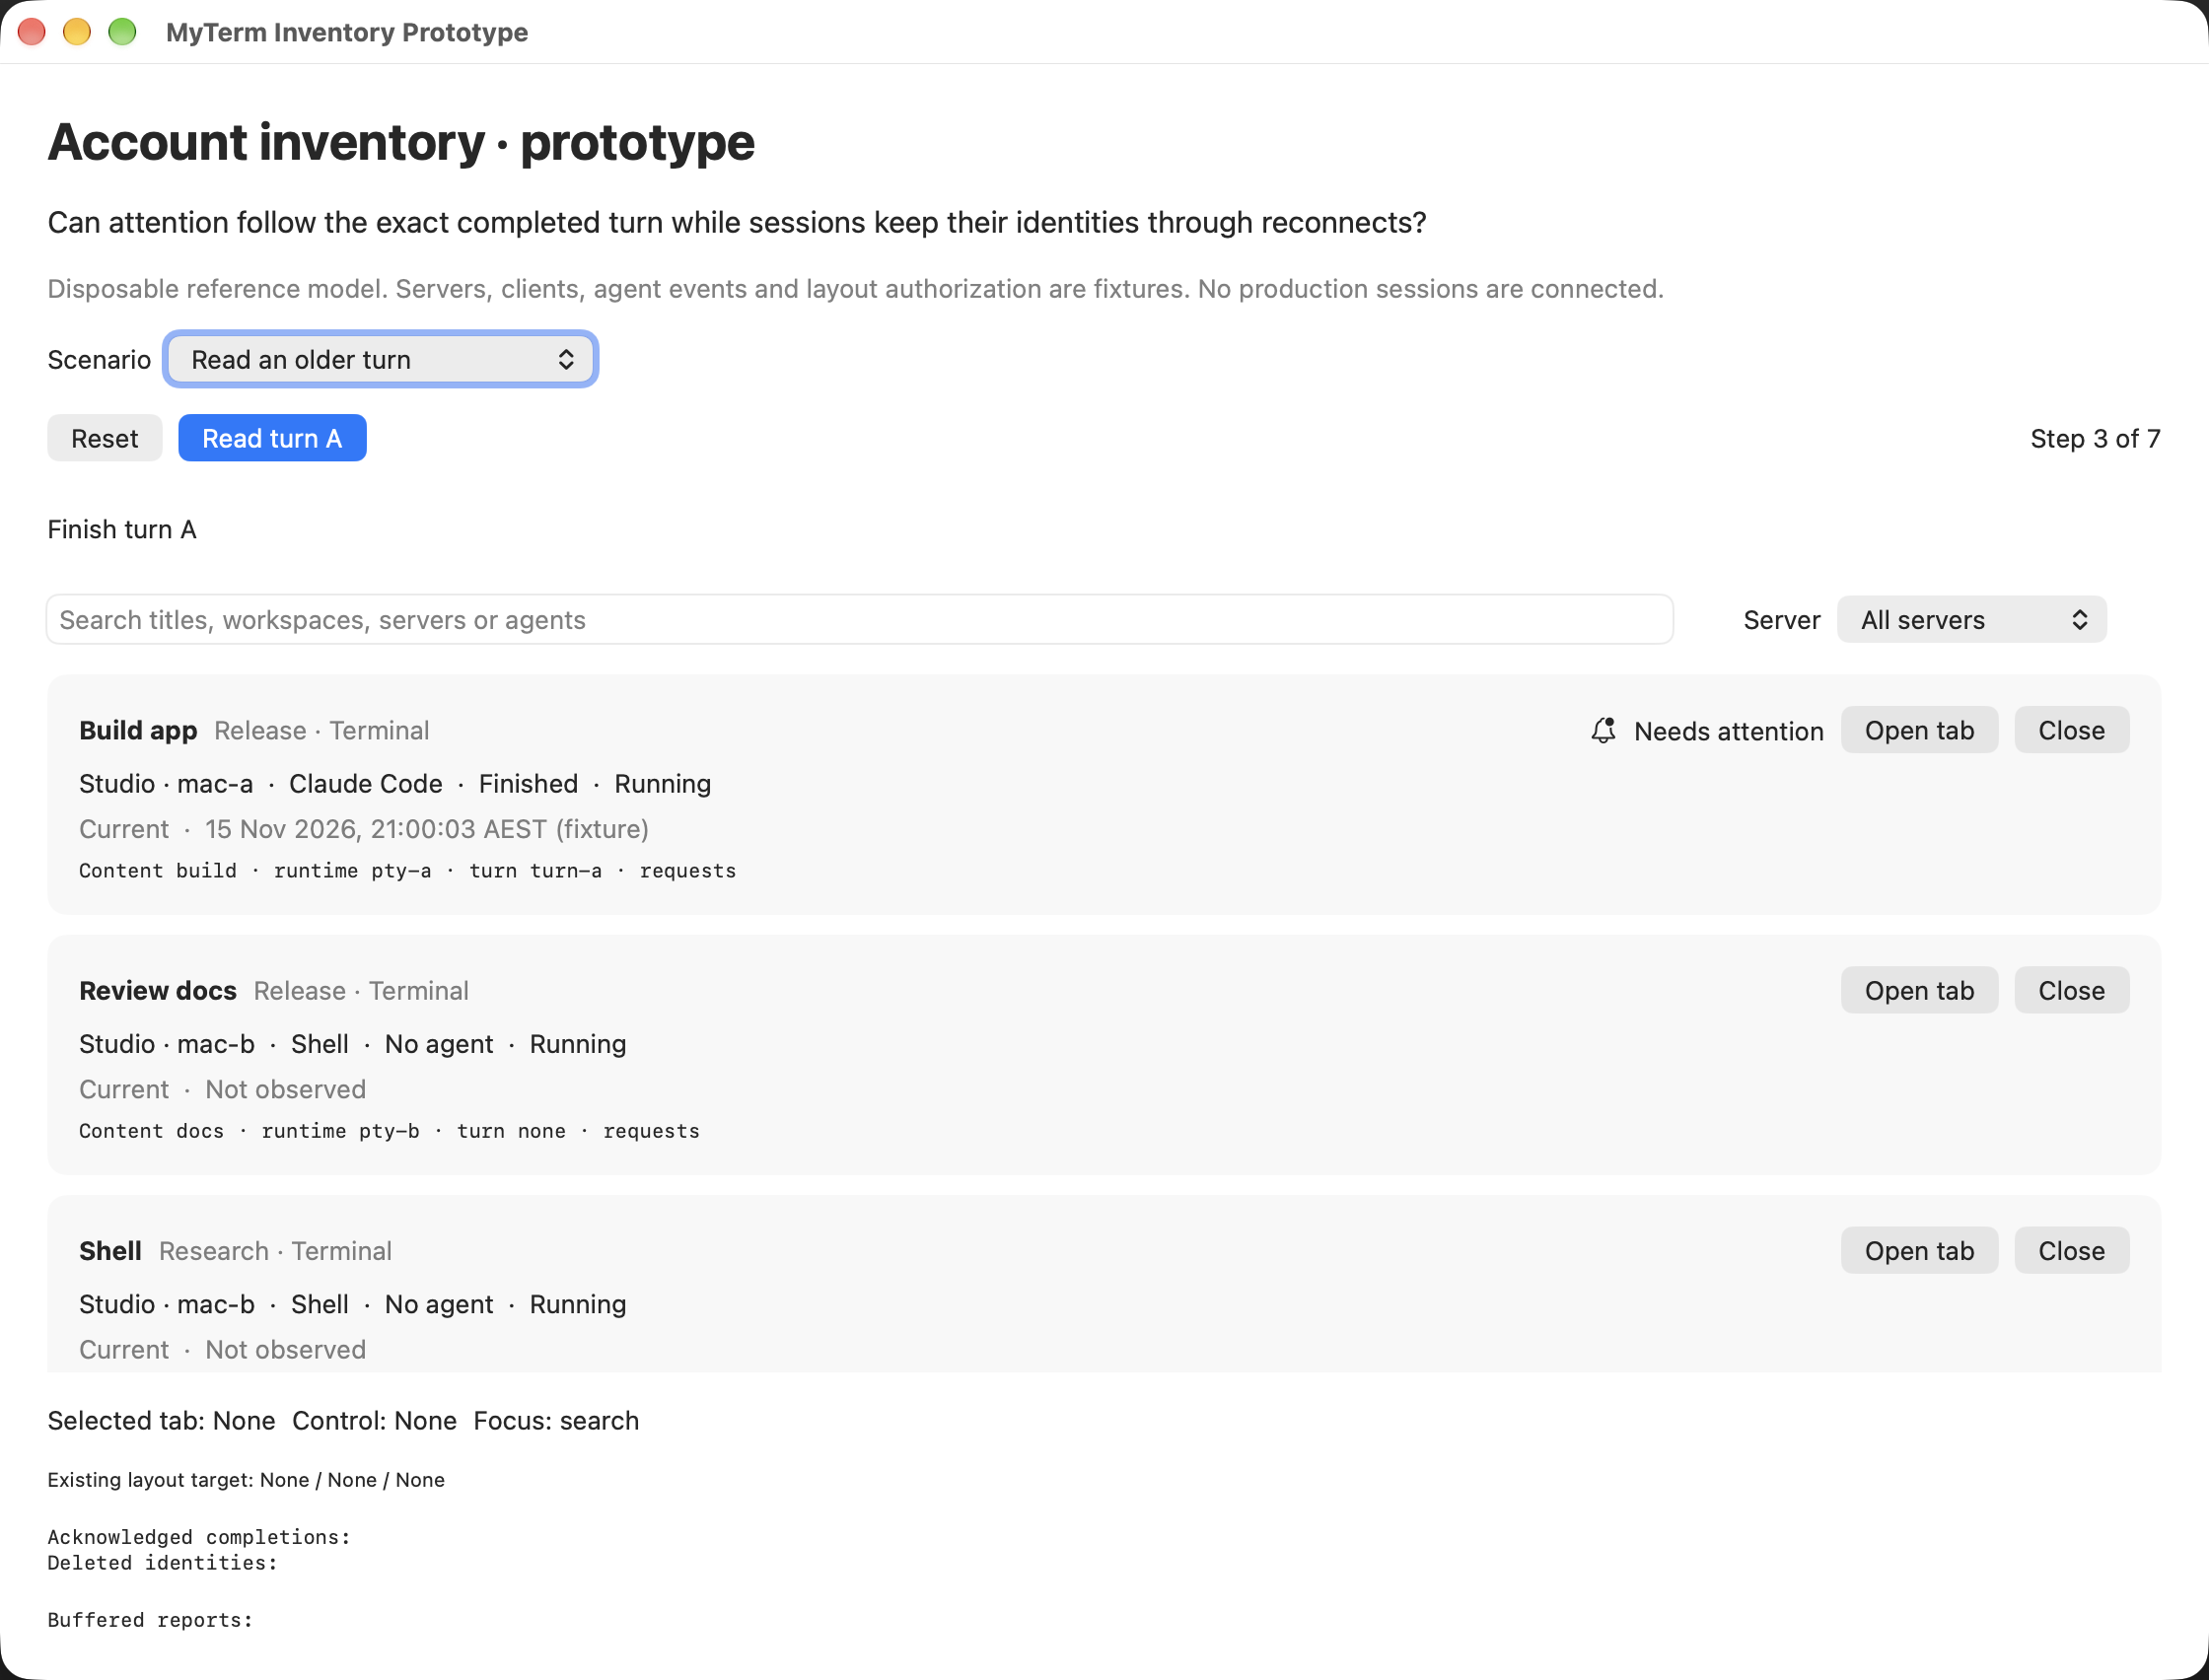 MyTerm Inventory Prototype
Account inventory · prototype
Can attention follow the exact completed turn while sessions keep their identities through reconnects?
Disposable reference model. Servers, clients, agent events and layout authorization are fixtures. No production sessions are connected.
Scenario Read an older turn
Reset Read turn A Step 3 of 7
Finish turn A
Search titles, workspaces, servers or agents Server All servers
Build app Release · Terminal Needs attention Open tab Close
Studio · mac-a · Claude Code · Finished · Running
Current · 15 Nov 2026, 21:00:03 AEST (fixture)
Content build · runtime pty-a · turn turn-a · requests
Review docs Release · Terminal Open tab Close
Studio · mac-b · Shell · No agent · Running
Current · Not observed
Content docs · runtime pty-b · turn none · requests
Shell Research · Terminal Open tab Close
Studio · mac-b · Shell · No agent · Running
Current · Not observed
Selected tab: None Control: None Focus: search
Existing layout target: None / None / None
Acknowledged completions:
Deleted identities:
Buffered reports: